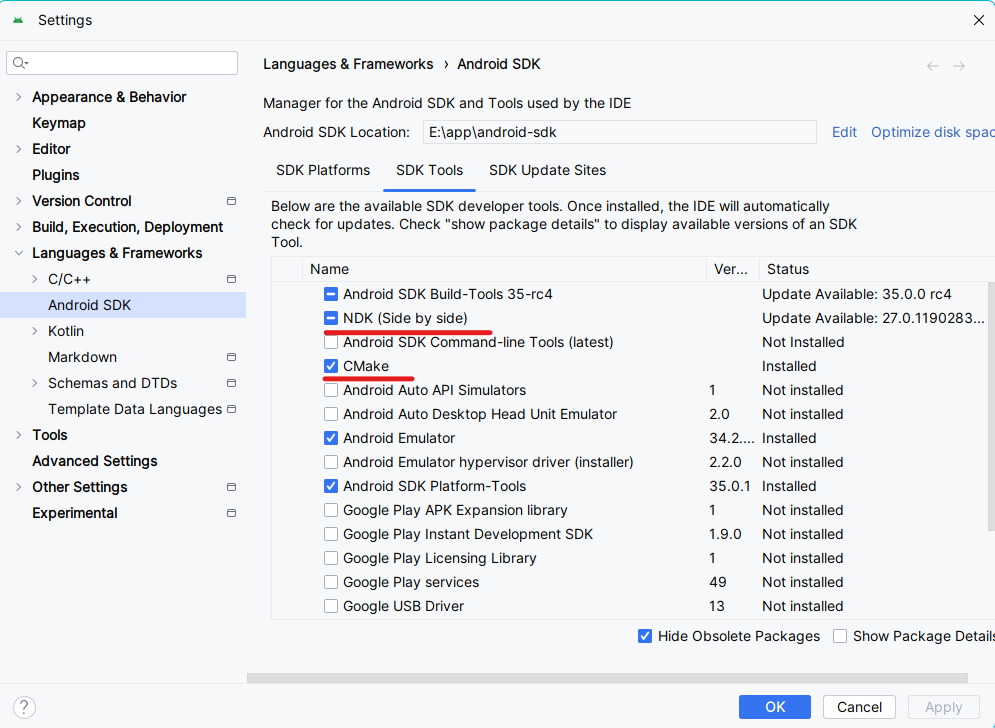 Settings
Languages & Frameworks › Android SDK
Manager for the Android SDK and Tools used by the IDE
Android SDK Location: E:\app\android-sdk Edit Optimize disk spac
SDK Platforms SDK Tools SDK Update Sites
Below are the available SDK developer tools. Once installed, the IDE will automatically
check for updates. Check "show package details" to display available versions of an SDK
Tool.
Appearance & Behavior
Keymap
Editor
Plugins
Version Control
Build, Execution, Deployment
Languages & Frameworks
C/C++
Android SDK
Kotlin
Markdown
Schemas and DTDs
Template Data Languages
Tools
Advanced Settings
Other Settings
Experimental
Name Ver... Status
Android SDK Build-Tools 35-rc4 Update Available: 35.0.0 rc4
NDK (Side by side) Update Available: 27.0.1190283...
Android SDK Command-line Tools (latest) Not Installed
CMake Installed
Android Auto API Simulators 1 Not installed
Android Auto Desktop Head Unit Emulator 2.0 Not installed
Android Emulator 34.2.... Installed
Android Emulator hypervisor driver (installer) 2.2.0 Not installed
Android SDK Platform-Tools 35.0.1 Installed
Google Play APK Expansion library 1 Not installed
Google Play Instant Development SDK 1.9.0 Not installed
Google Play Licensing Library 1 Not installed
Google Play services 49 Not installed
Google USB Driver 13 Not installed
Hide Obsolete Packages Show Package Details
? OK Cancel Apply